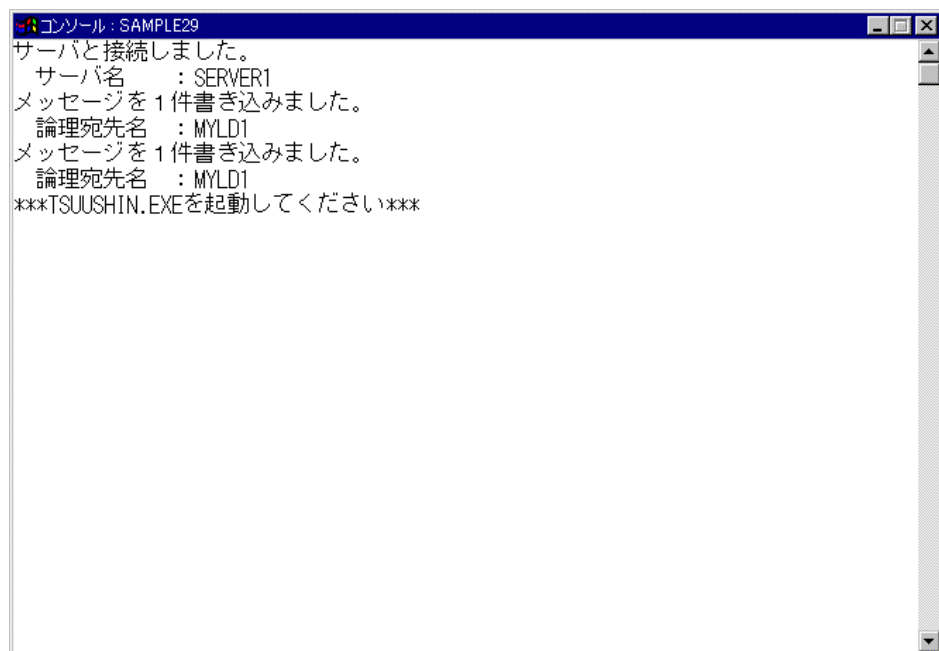 コンソール : SAMPLE29
サーバと接続しました。
サーバ名　　：SERVER1
メッセージを１件書き込みました。
論理宛先名　：MYLD1
メッセージを１件書き込みました。
論理宛先名　：MYLD1
***TSUUSHIN.EXEを起動してください***